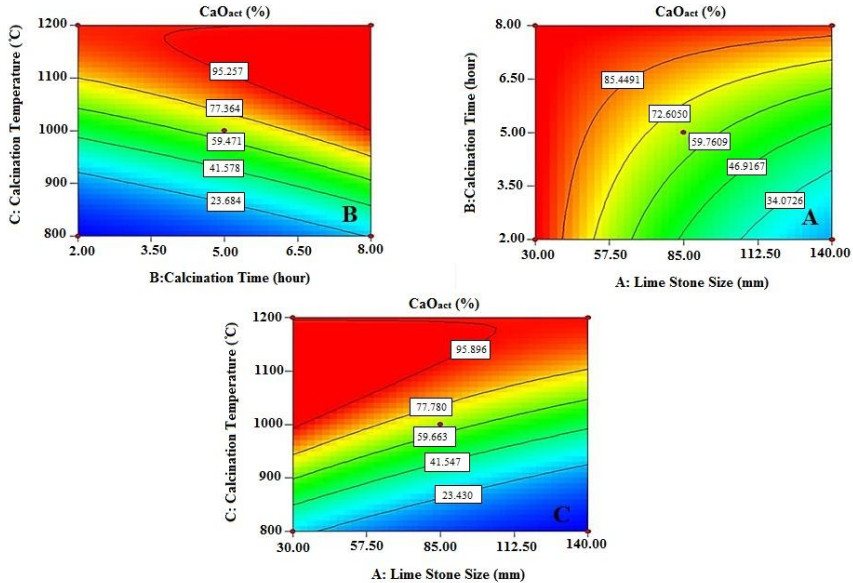 CaOact (%)
C: Calcination Temperature (℃)
1200
1100
1000
900
800
95.257
77.364
59.471
41.578
23.684
B
2.00 3.50 5.00 6.50 8.00
B:Calcination Time (hour)
CaOact (%)
B:Calcination Time (hour)
8.00
6.50
5.00
3.50
2.00
85.4491
72.6050
59.7609
46.9167
34.0726
A
30.00 57.50 85.00 112.50 140.00
A: Lime Stone Size (mm)
CaOact (%)
C: Calcination Temperature (℃)
1200
1100
1000
900
800
95.896
77.780
59.663
41.547
23.430
C
30.00 57.50 85.00 112.50 140.00
A: Lime Stone Size (mm)